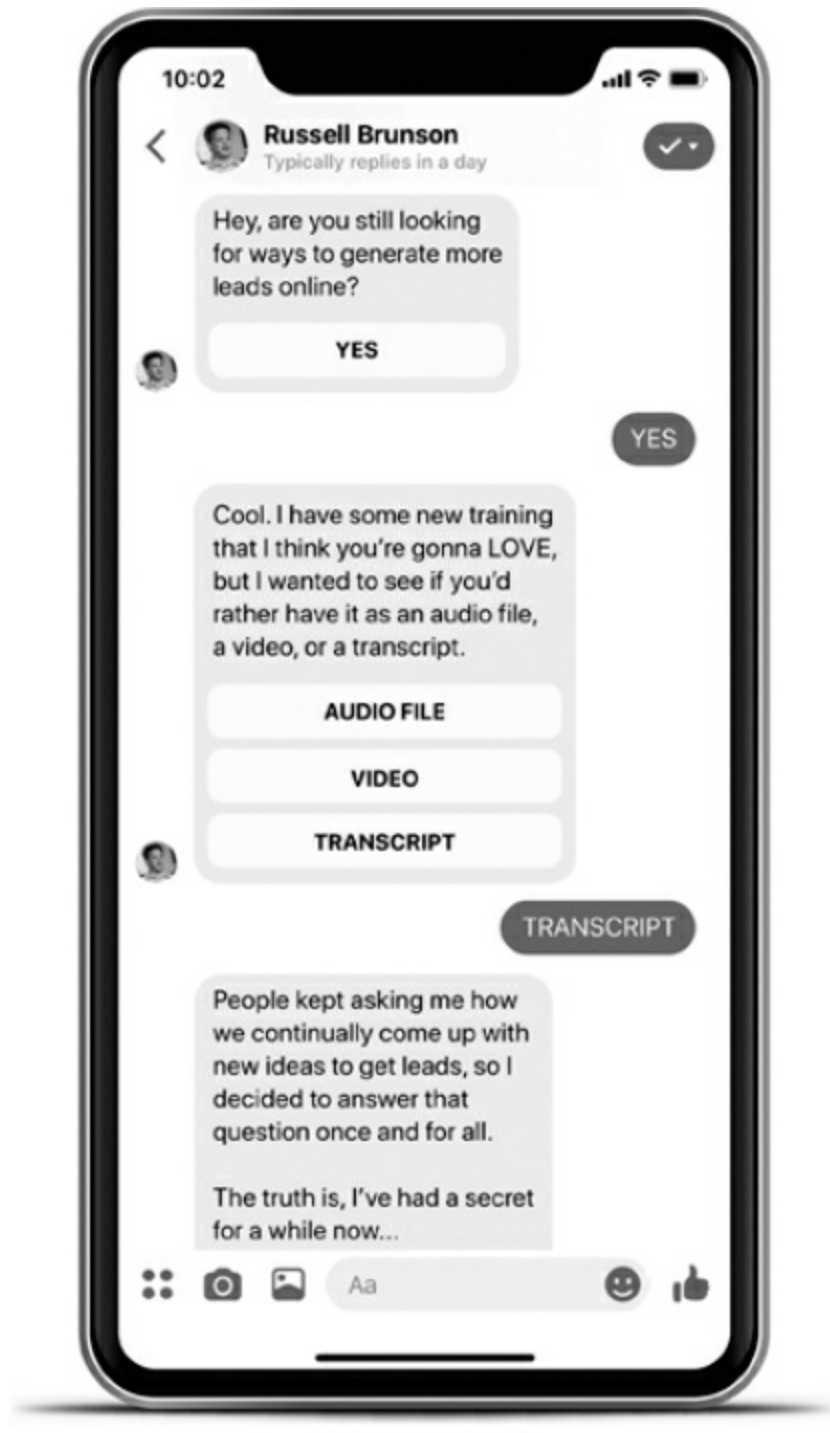 10:02
Russell Brunson
Typically replies in a day
Hey, are you still looking
for ways to generate more
leads online?
YES
YES
Cool. I have some new training
that I think you’re gonna LOVE,
but I wanted to see if you’d
rather have it as an audio file,
a video, or a transcript.
AUDIO FILE
VIDEO
TRANSCRIPT
TRANSCRIPT
People kept asking me how
we continually come up with
new ideas to get leads, so I
decided to answer that
question once and for all.
The truth is, I’ve had a secret
for a while now...
Aa